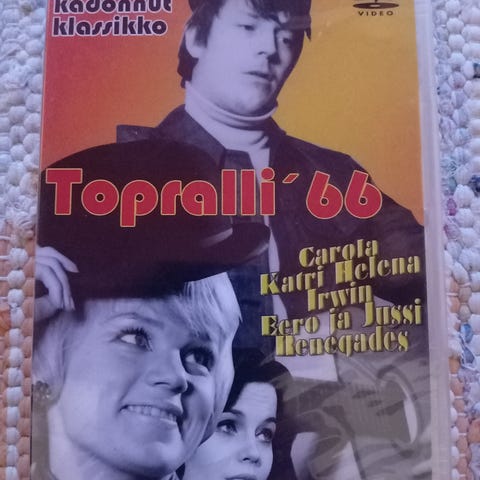 kadonnut
klassikko
VIDEO
Topralli´66
Carola
Katri Helena
Irwin
Eero ja Jussi
Renegades